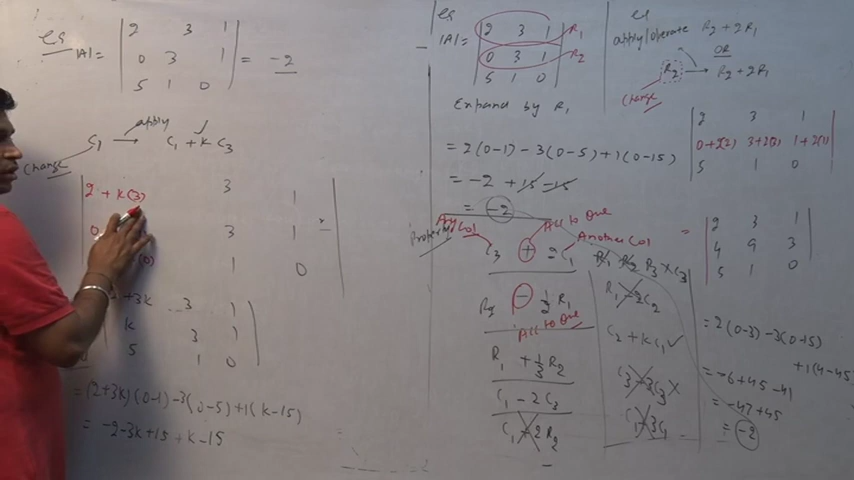 eg
|A| =
2 3 1
0 3 1
5 1 0
= -2
apply
C1 → C1 + k C3
change
2 + k(3) 3 1
0 3 1
(0) 1 0
+3k 3 1
k 3 1
5 1 0
= (2+3k)(0-1)-3(0-5)+1(k-15)
= -2-3k+15+k-15
eg
|A| =
2 3 1 R1
0 3 1 R2
5 1 0
Expand by R1
= 2(0-1)-3(0-5)+1(0-15)
= -2+15-15
= -2
Any Col
Add to One
Property
Another Col
C3 + 2C1
R2 - 1/2 R1
Add to One
R1 + 1/3 R2
C1 - 2C3
C1 - 2R2
R1 R2 R3 × C3
R1 - 2C2
C2 + kC1 ✓
C3 - 3C3 ×
C1 - 3C1
eg
apply/operate R2 + 2R1
OR
R2 → R2 + 2R1
change
2 3 1
0+2(2) 3+2(3) 1+2(1)
5 1 0
=
2 3 1
4 9 3
5 1 0
= 2(0-3)-3(0-15)
+1(4-45)
= -6+45-41
= -47+45
= -2